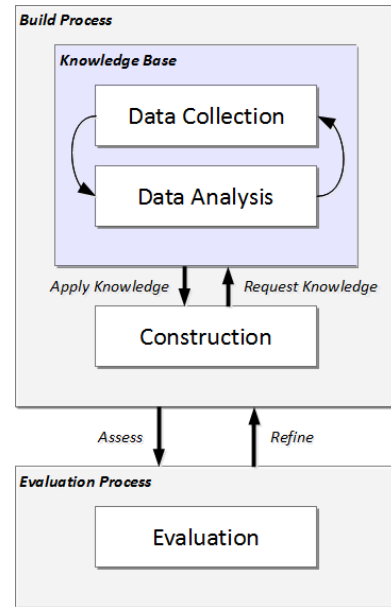 Build Process
Knowledge Base
Data Collection
Data Analysis
Apply Knowledge
Request Knowledge
Construction
Assess
Refine
Evaluation Process
Evaluation